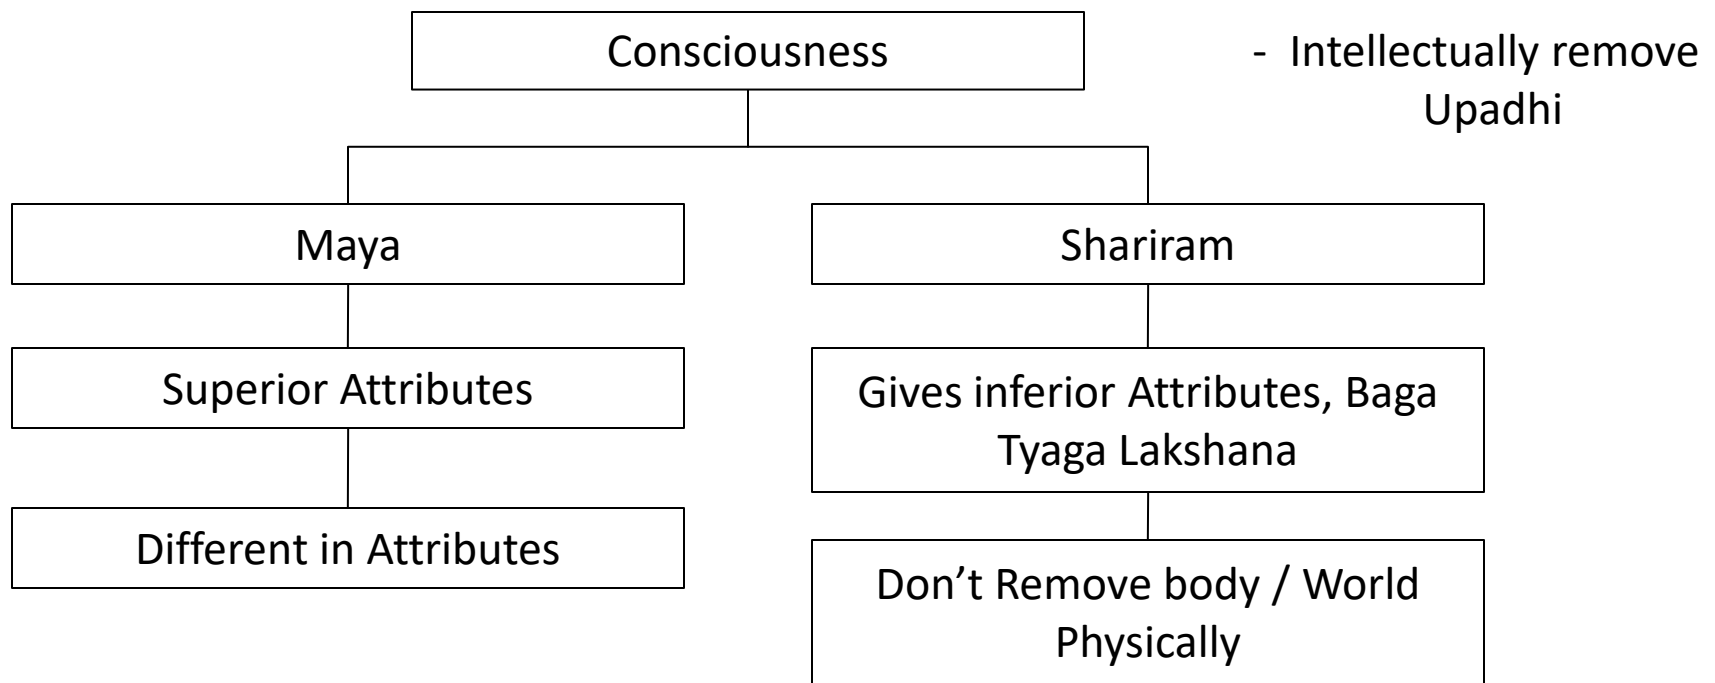 Consciousness
- Intellectually remove
Upadhi
Maya
Shariram
Superior Attributes
Gives inferior Attributes, Baga
Tyaga Lakshana
Different in Attributes
Don’t Remove body / World
Physically